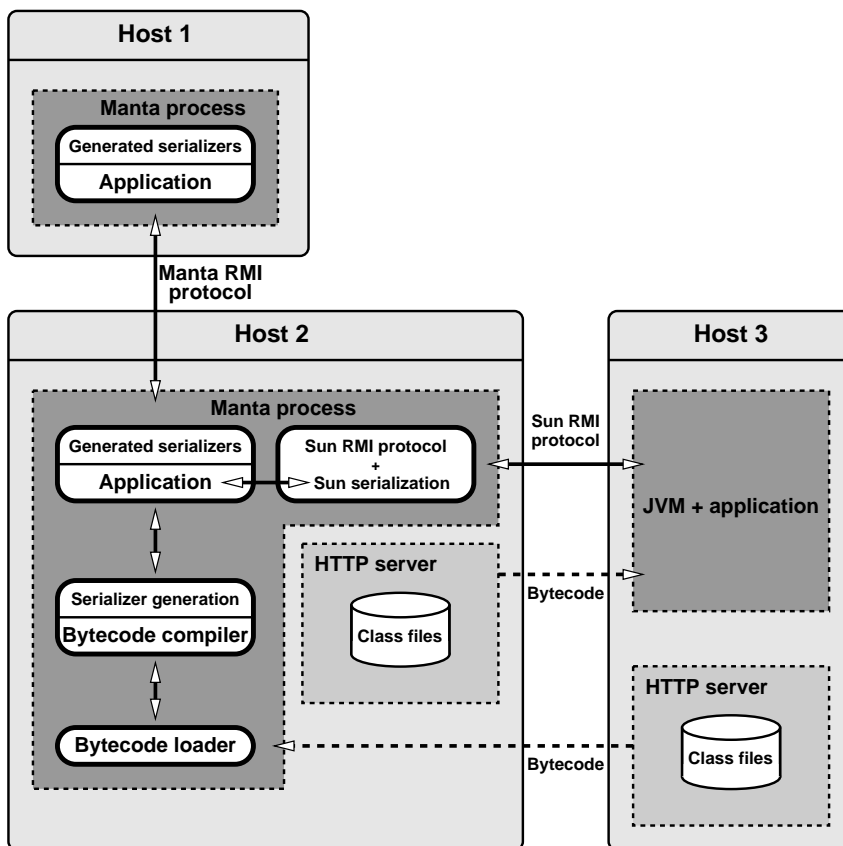 Host 1
Manta process
Generated serializers
Application
Manta RMI
protocol
Host 2
Manta process
Generated serializers
Application
Sun RMI protocol
+
Sun serialization
Serializer generation
Bytecode compiler
Bytecode loader
HTTP server
Class files
Sun RMI
protocol
Bytecode
Bytecode
Host 3
JVM + application
HTTP server
Class files